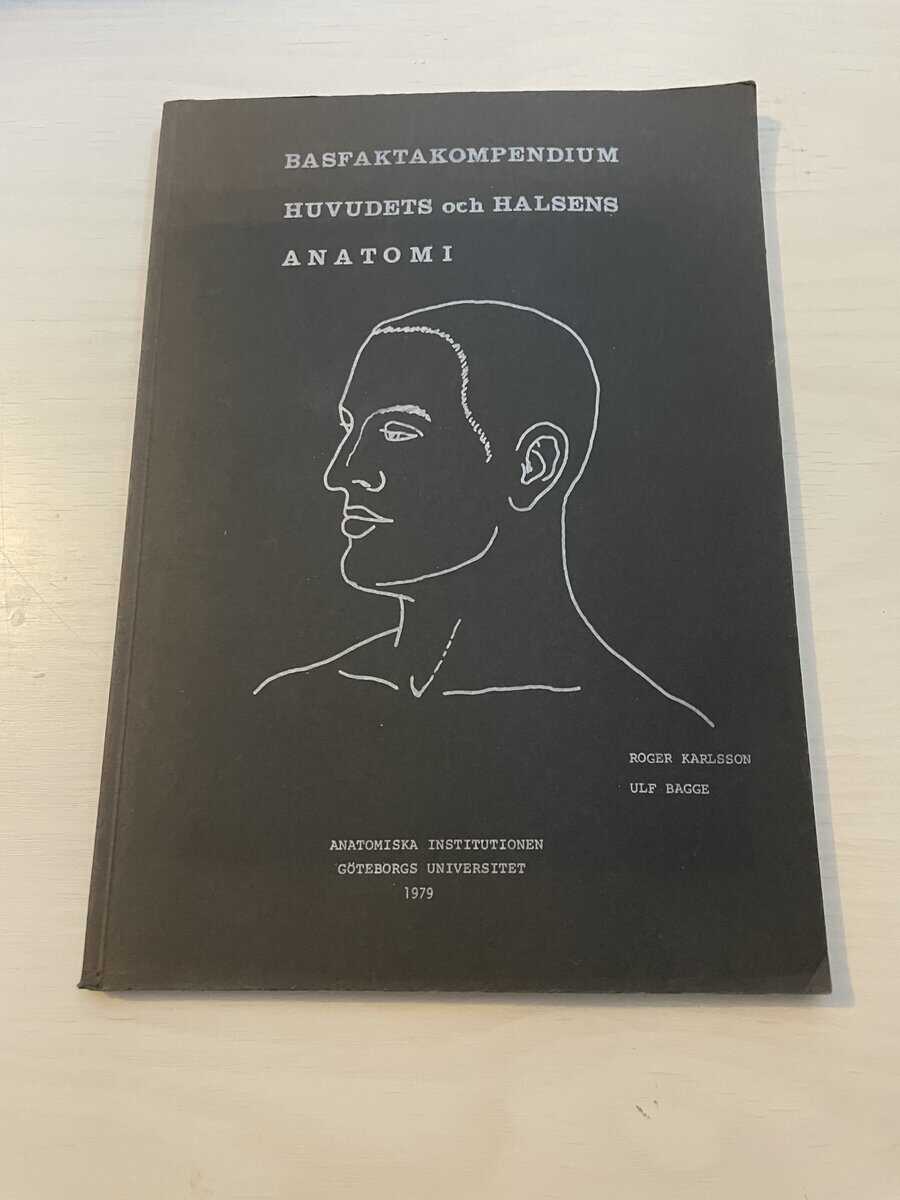 BASFAKTAKOMPENDIUM
HUVUDETS och HALSENS
ANATOMI
ROGER KARLSSON
ULF BAGGE
ANATOMISKA INSTITUTIONEN
GÖTEBORGS UNIVERSITET
1979